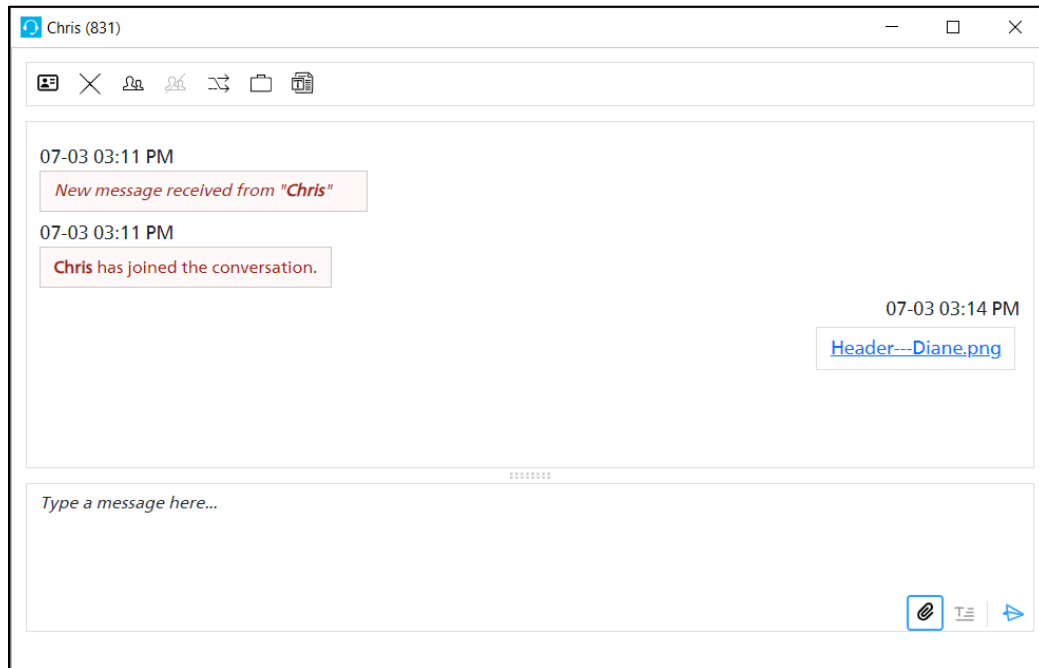 Chris (831)
07-03 03:11 PM
New message received from "Chris"
07-03 03:11 PM
Chris has joined the conversation.
07-03 03:14 PM
Header---Diane.png
Type a message here...